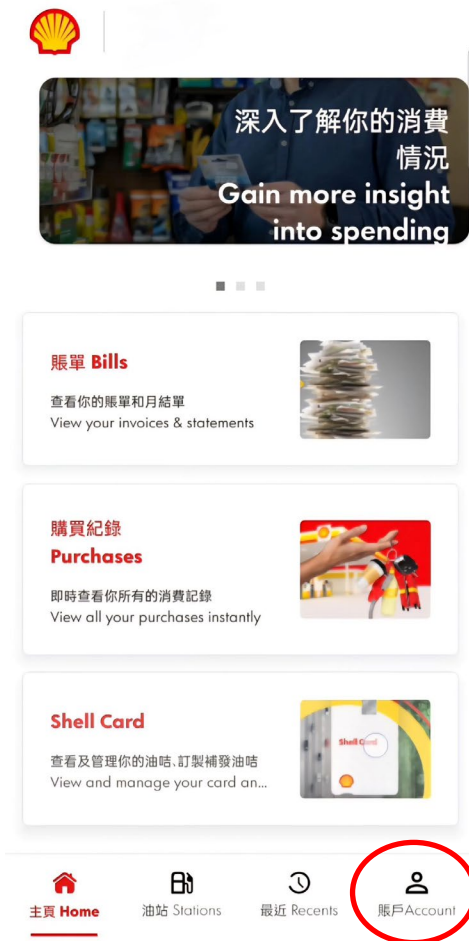 深入了解你的消費
情況
Gain more insight
into spending
賬單 Bills
查看你的賬單和月結單
View your invoices & statements
購買紀錄
Purchases
即時查看你所有的消費記錄
View all your purchases instantly
Shell Card
查看及管理你的油咭､訂製補發油咭
View and manage your card an...
Shell Card
主頁 Home
油站 Stations
最近 Recents
賬戶Account